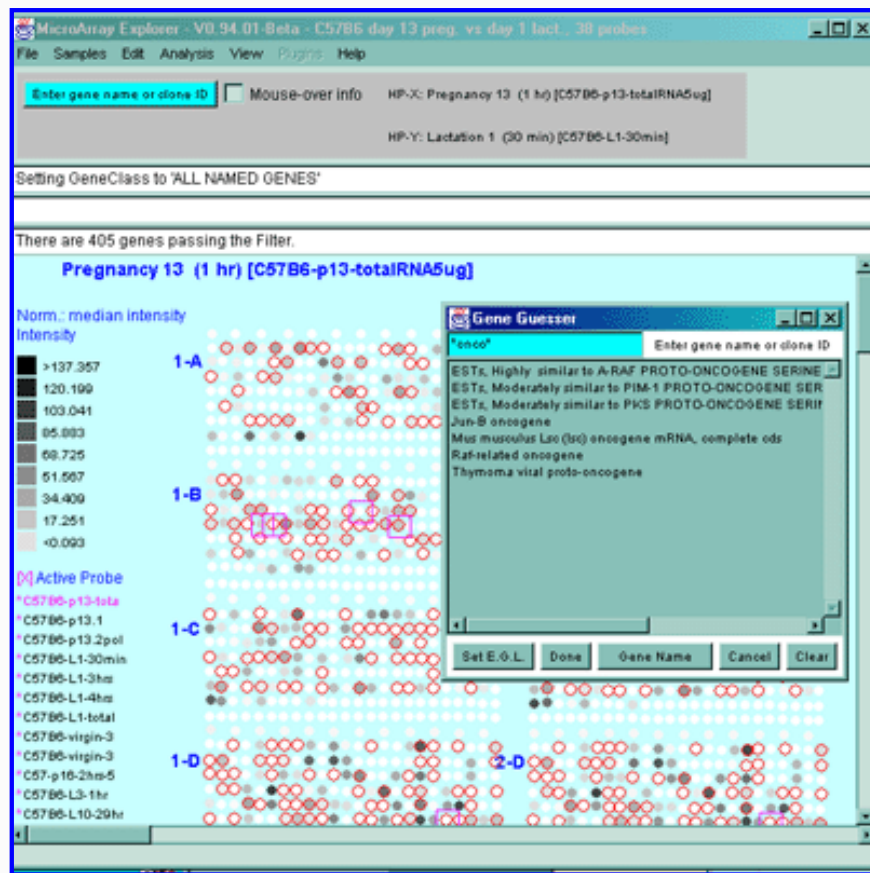 MicroArray Explorer - V0.94.01-Beta - C57B6 day 13 preg. vs day 1 lact., 38 probes
File Samples Edit Analysis View Plugins Help
Enter gene name or clone ID
Mouse-over info
HP-X: Pregnancy 13 (1 hr) [C57B6-p13-totalRNA5ug]
HP-Y: Lactation 1 (30 min) [C57B6-L1-30min]
Setting GeneClass to 'ALL NAMED GENES'
There are 405 genes passing the Filter.
Pregnancy 13 (1 hr) [C57B6-p13-totalRNA5ug]
Norm.: median intensity
Intensity
>137.357
120.199
103.041
85.883
68.725
51.567
34.409
17.251
<0.093
1-A
1-B
1-C
1-D
2-D
[X] Active Probe
*C57B6-p13-tota
*C57B6-p13.1
*C57B6-p13.2pol
*C57B6-L1-30min
*C57B6-L1-3hrs
*C57B6-L1-4hrs
*C57B6-L1-total
*C57B6-virgin-3
*C57B6-virgin-3
*C57-p16-2hrs-5
*C57B6-L3-1hr
*C57B6-L10-29hr
Gene Guesser
"onco"
Enter gene name or clone ID
ESTs, Highly similar to A-RAF PROTO-ONCOGENE SERINE
ESTs, Moderately similar to PIM-1 PROTO-ONCOGENE SER
ESTs, Moderately similar to PKS PROTO-ONCOGENE SERIN
Jun-B oncogene
Mus musculus Lsc (lsc) oncogene mRNA, complete cds
Raf-related oncogene
Thymoma viral proto-oncogene
Set E.G.L. Done Gene Name Cancel Clear